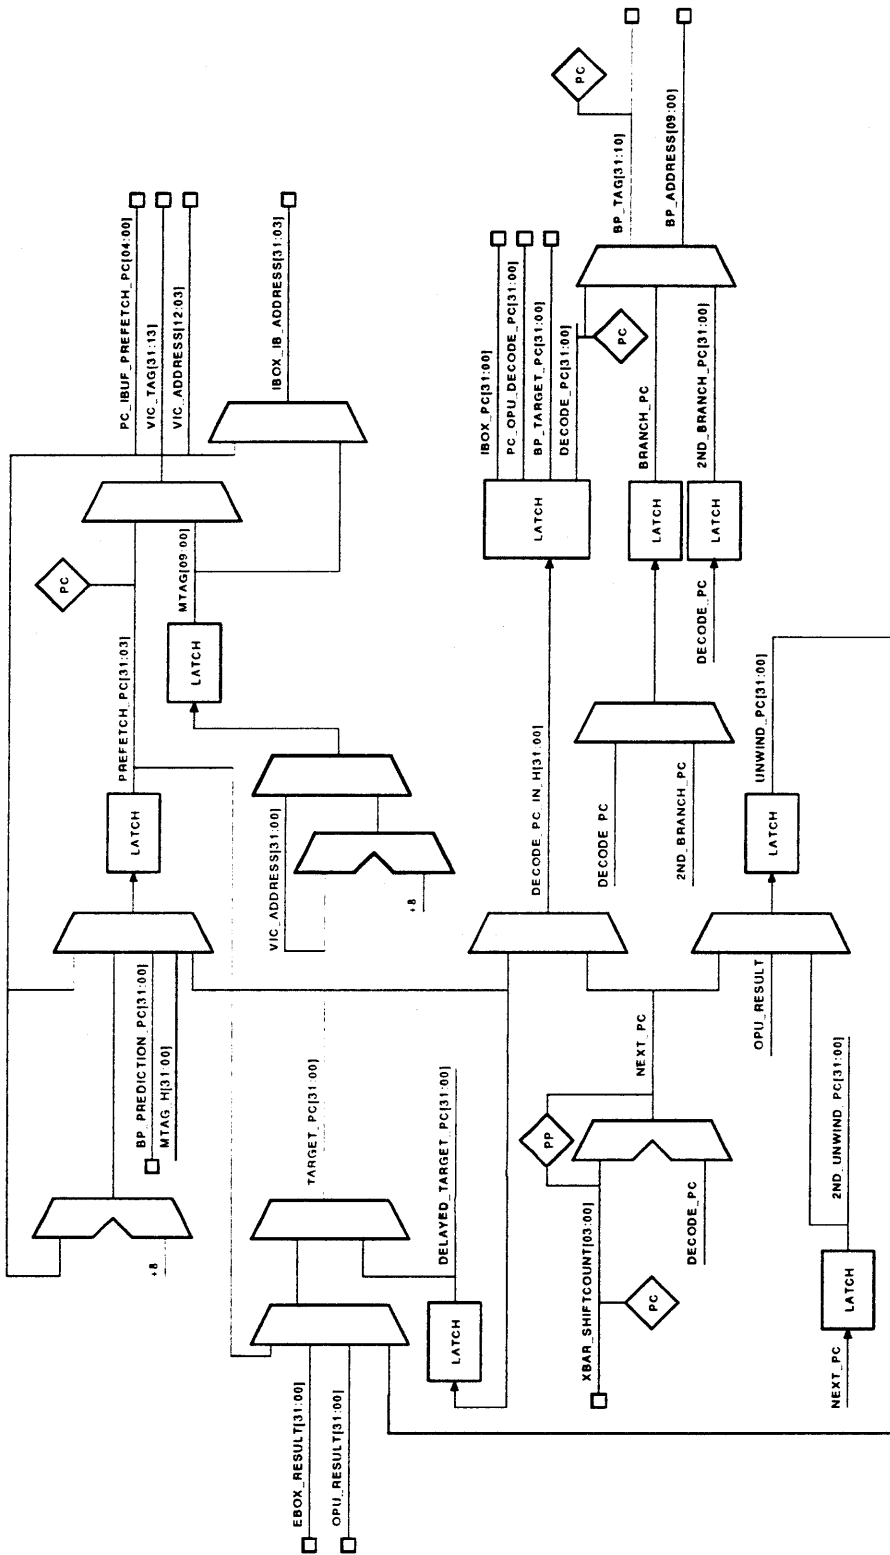 PC_IBUF_PREFETCH_PC[04:00]
VIC_TAG[31:13]
VIC_ADDRESS[12:03]
IBOX_IB_ADDRESS[31:03]
PC
PREFETCH_PC[31:03]
MTAG[09:00]
LATCH
LATCH
VIC_ADDRESS[31:00]
+8
BP_PREDICTION_PC[31:00]
MTAG_H[31:00]
+8
TARGET_PC[31:00]
DELAYED_TARGET_PC[31:00]
LATCH
EBOX_RESULT[31:00]
OPU_RESULT[31:00]
PC
BP_TAG[31:10]
BP_ADDRESS[09:00]
IBOX_PC[31:00]
PC_OPU_DECODE_PC[31:00]
BP_TARGET_PC[31:00]
DECODE_PC[31:00]
PC
LATCH
BRANCH_PC
2ND_BRANCH_PC[31:00]
LATCH
LATCH
DECODE_PC
DECODE_PC_IN_H[31:00]
DECODE_PC
2ND_BRANCH_PC
UNWIND_PC[31:00]
LATCH
NEXT_PC
OPU_RESULT
PP
XBAR_SHIFTCOUNT[03:00]
PC
DECODE_PC
2ND_UNWIND_PC[31:00]
LATCH
NEXT_PC